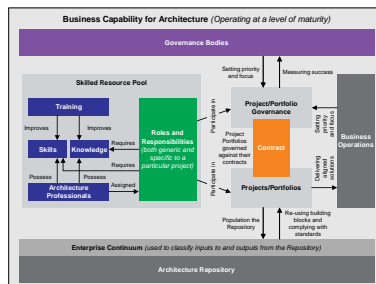 Business Capability for Architecture (Operating at a level of maturity)
Governance Bodies
Setting priority
and focus
Measuring success
Skilled Resource Pool
Training
Improves
Improves
Skills
Knowledge
Possess
Possess
Architecture
Professionals
Requires
Requires
Assigned
Roles and
Responsibilities
(both generic and
specific to a
particular project)
Participate in
Participate in
Project/Portfolio
Governance
Project
Portfolio
governed
against their
contracts
Contract
Projects/Portfolios
Setting
priority
and focus
Delivering
aligned
solutions
Business
Operations
Population the
Repository
Re-using building
blocks and
complying with
standards
Enterprise Continuum (used to classify inputs to and outputs from the Repository)
Architecture Repository